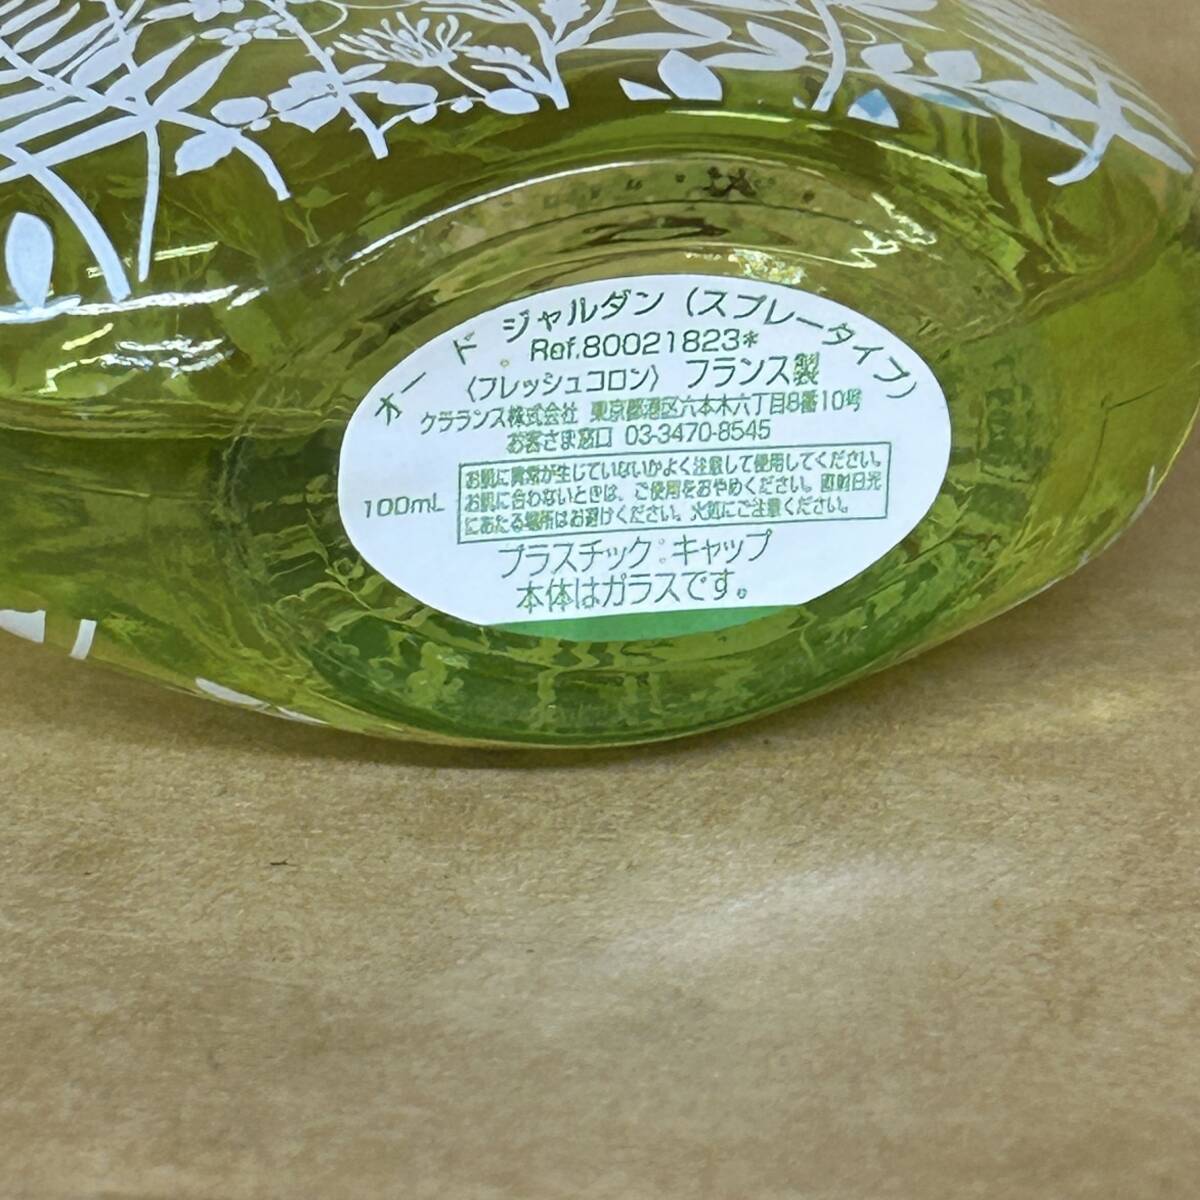 オー ド ジャルダン (スプレータイプ)
Ref.80021823*
〈フレッシュコロン〉 フランス製
クラランス株式会社 東京都港区六本木六丁目8番10号
お客さま窓口 03-3470-8545
100mL
お肌に異常が生じていないかよく注意して使用してください。
お肌に合わないときは、ご使用をおやめください。直射日光
にあたる場所はお避けください。火気にご注意ください。
プラスチック:キャップ
本体はガラスです。